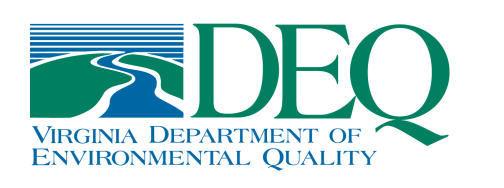 DEQ
VIRGINIA DEPARTMENT OF
ENVIRONMENTAL QUALITY